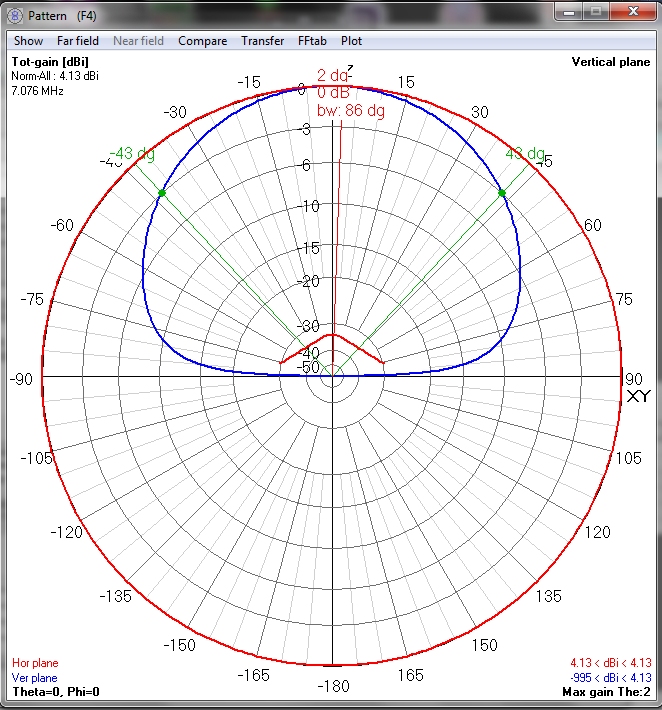 Pattern (F4)
Show Far field Near field Compare Transfer FFtab Plot
Tot-gain [dBi]
Norm-All : 4.13 dBi
7.076 MHz
Vertical plane
2 dg
0 dB
bw: 86 dg
Z
-15 0 15
-30 30
-43 dg 43 dg
-45 45
-60 60
-75 75
-90 90
XY
-105 105
-120 120
-135 135
-150 150
-165 165
-180
-3
-6
-10
-15
-20
-30
-40
-50
Hor plane
Ver plane
Theta=0, Phi=0
4.13 < dBi < 4.13
-995 < dBi < 4.13
Max gain The:2